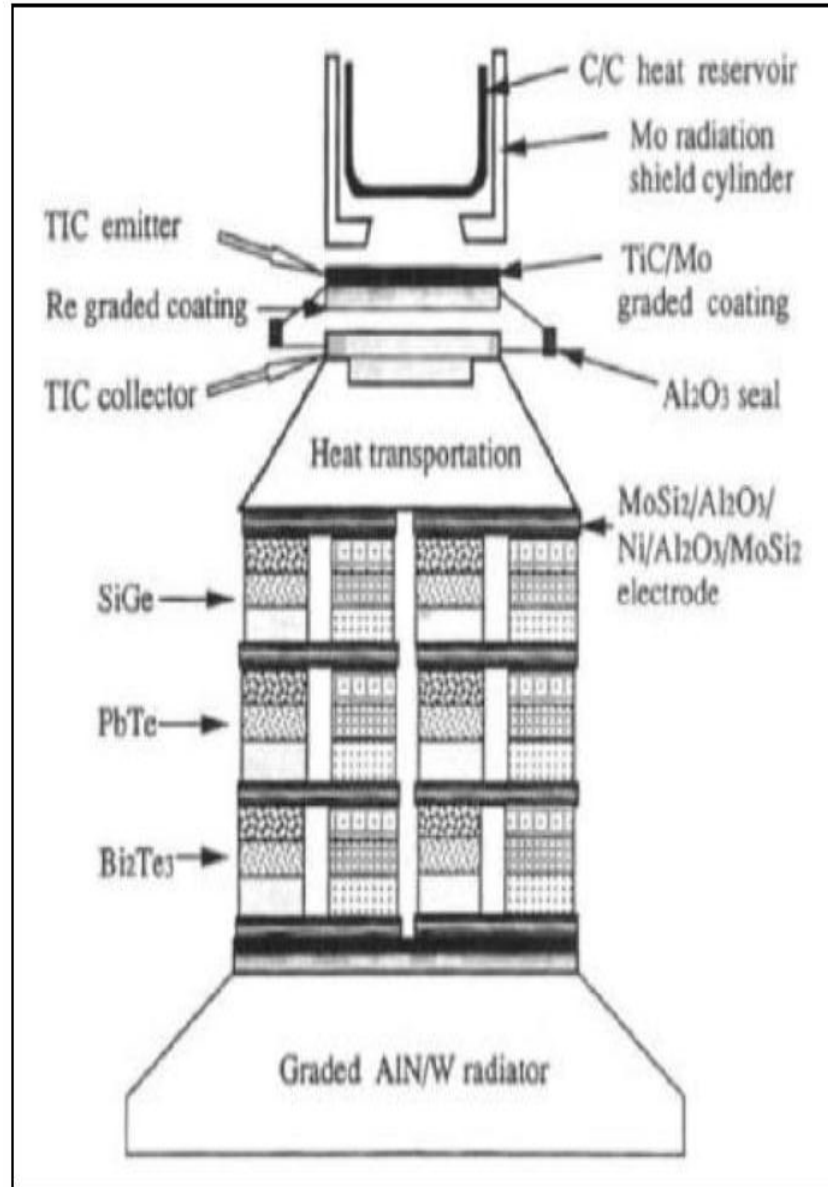 C/C heat reservoir
Mo radiation
shield cylinder
TIC emitter
TiC/Mo
graded coating
Re graded coating
TIC collector
Al2O3 seal
Heat transportation
MoSi2/Al2O3/
Ni/Al2O3/MoSi2
electrode
SiGe
PbTe
Bi2Te3
Graded AlN/W radiator